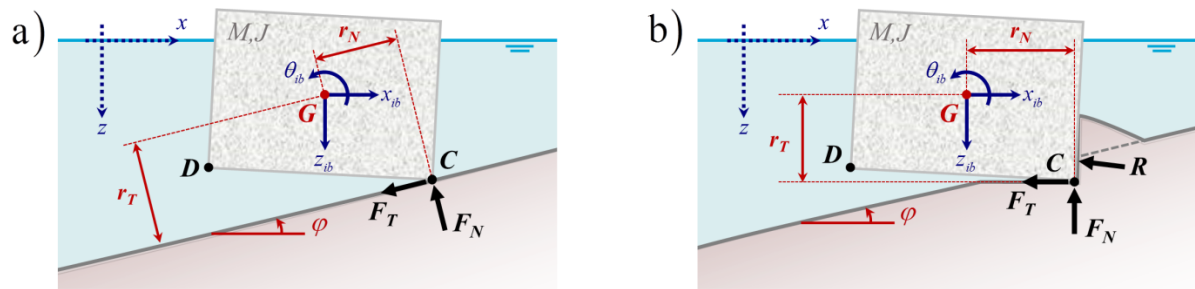 a)
x
z
M,J
r_N
θ_ib
x_ib
G
z_ib
r_T
D
C
F_T
F_N
φ
b)
x
z
M,J
r_N
θ_ib
x_ib
G
z_ib
r_T
D
C
R
F_T
F_N
φ